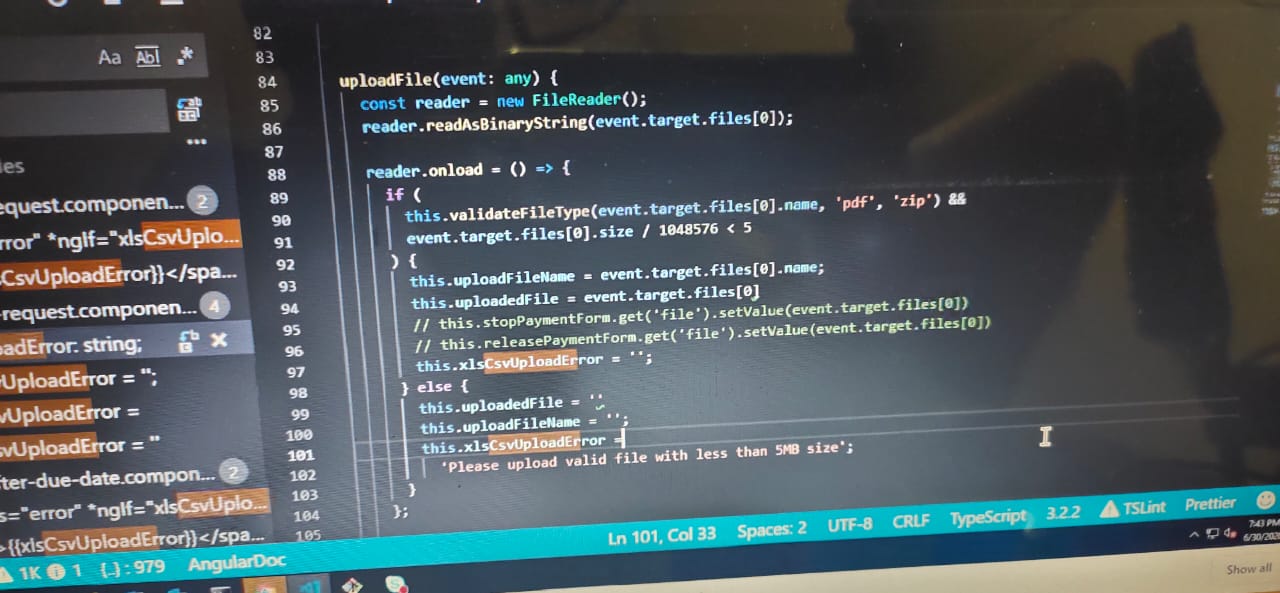 Aa Abl .*
ies
equest.componen... 2
rror" *ngIf="xlsCsvUplo...
CsvUploadError}}</spa...
-request.componen... 4
adError: string;
vUploadError = '';
vUploadError =
vUploadError = ''
fter-due-date.compon... 2
s="error" *ngIf="xlsCsvUplo...
>{{xlsCsvUploadError}}</spa...
82
83
84 uploadFile(event: any) {
85 const reader = new FileReader();
86 reader.readAsBinaryString(event.target.files[0]);
87
88 reader.onload = () => {
89 if (
90 this.validateFileType(event.target.files[0].name, 'pdf', 'zip') &&
91 event.target.files[0].size / 1048576 < 5
92 ) {
93 this.uploadFileName = event.target.files[0].name;
94 this.uploadedFile = event.target.files[0]
95 // this.stopPaymentForm.get('file').setValue(event.target.files[0])
96 // this.releasePaymentForm.get('file').setValue(event.target.files[0])
97 this.xlsCsvUploadError = '';
98 } else {
99 this.uploadedFile = ''
100 this.uploadFileName = '';
101 this.xlsCsvUploadError =
102 'Please upload valid file with less than 5MB size';
103 }
104 };
105
1K 1 {..} : 979 AngularDoc
Ln 101, Col 33 Spaces: 2 UTF-8 CRLF TypeScript 3.2.2 TSLint Prettier
7:43 PM
Show all